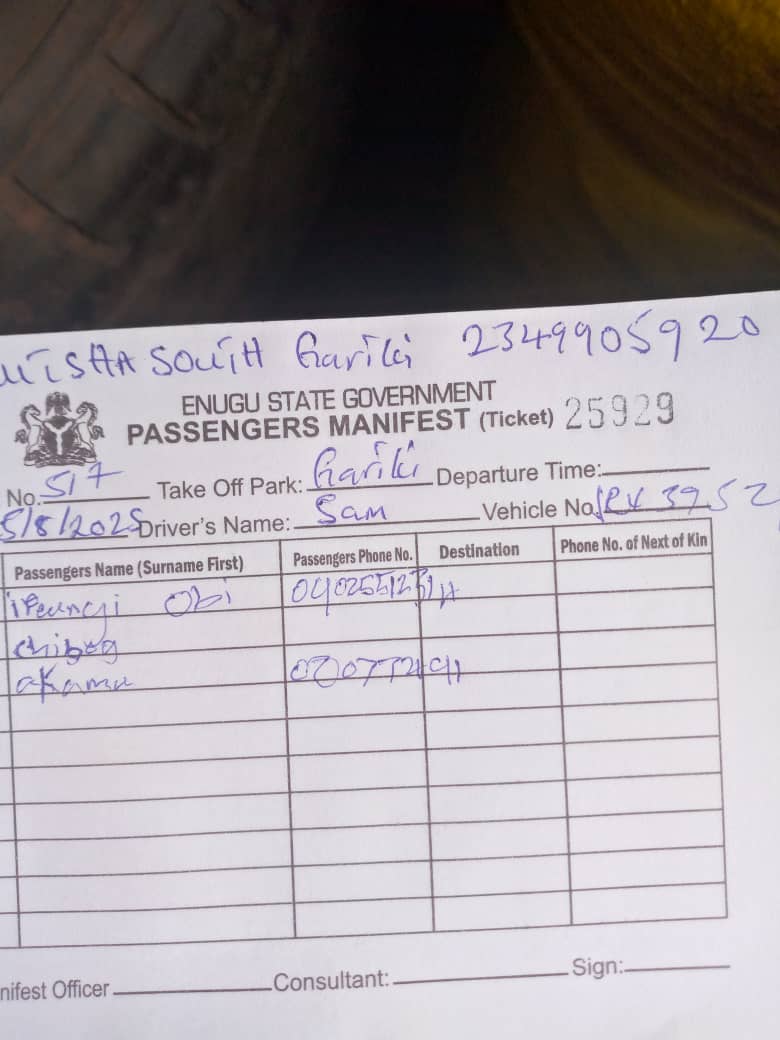 SOUTH Gariki 2349905920
ENUGU STATE GOVERNMENT
PASSENGERS MANIFEST (Ticket) 25929
No. 517 Take Off Park: Gariki Departure Time:
5/8/2025 Driver's Name: Sam Vehicle No. 3952
Passengers Name (Surname First) Passengers Phone No. Destination Phone No. of Next of Kin
Obi
nifest Officer Consultant: Sign: